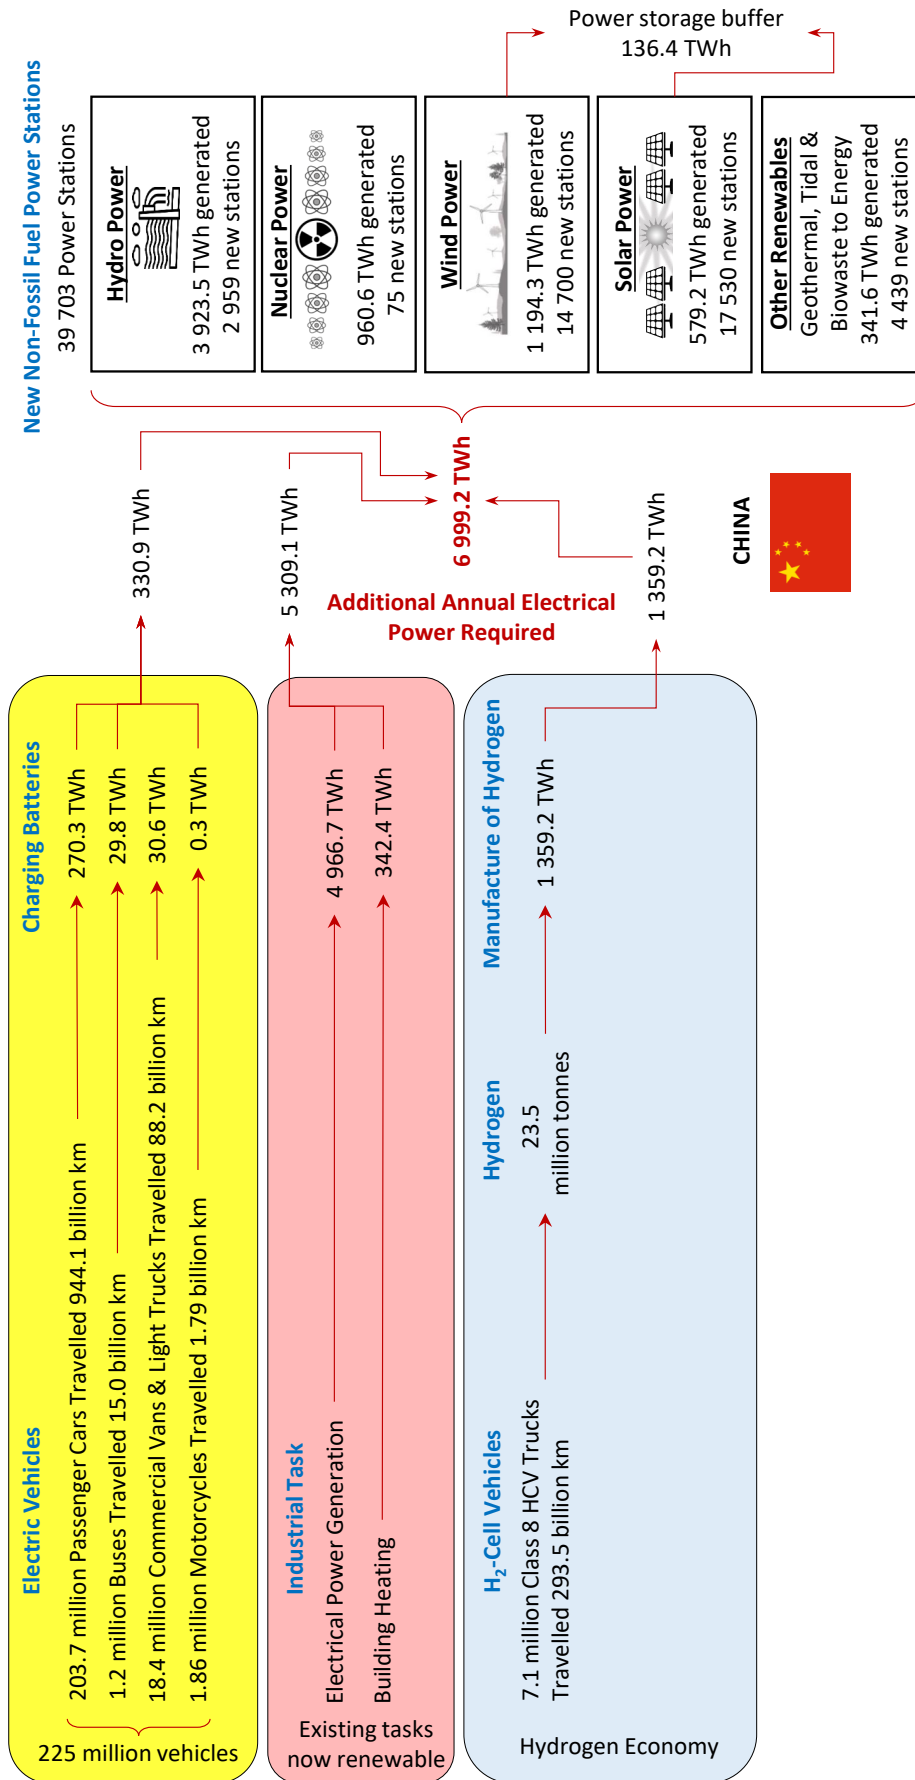 Electric Vehicles
Charging Batteries
203.7 million Passenger Cars Travelled 944.1 billion km
270.3 TWh
1.2 million Buses Travelled 15.0 billion km
29.8 TWh
18.4 million Commercial Vans & Light Trucks Travelled 88.2 billion km
30.6 TWh
1.86 million Motorcycles Travelled 1.79 billion km
0.3 TWh
225 million vehicles
330.9 TWh
Industrial Task
Electrical Power Generation
4 966.7 TWh
Building Heating
342.4 TWh
Existing tasks
now renewable
5 309.1 TWh
Additional Annual Electrical
Power Required
6 999.2 TWh
H₂-Cell Vehicles
Hydrogen
Manufacture of Hydrogen
7.1 million Class 8 HCV Trucks
Travelled 293.5 billion km
23.5
million tonnes
1 359.2 TWh
Hydrogen Economy
1 359.2 TWh
CHINA
New Non-Fossil Fuel Power Stations
39 703 Power Stations
Hydro Power
3 923.5 TWh generated
2 959 new stations
Nuclear Power
960.6 TWh generated
75 new stations
Wind Power
1 194.3 TWh generated
14 700 new stations
Solar Power
579.2 TWh generated
17 530 new stations
Other Renewables
Geothermal, Tidal &
Biowaste to Energy
341.6 TWh generated
4 439 new stations
Power storage buffer
136.4 TWh